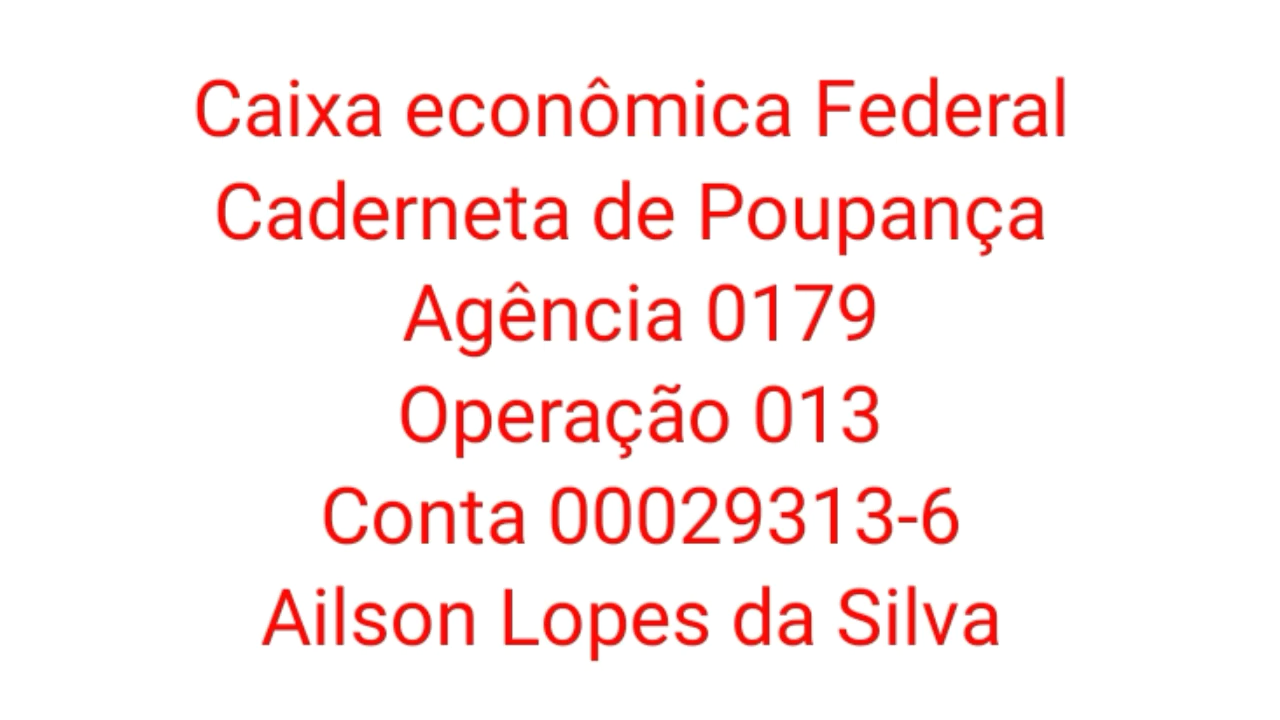 Caixa econômica Federal
Caderneta de Poupança
Agência 0179
Operação 013
Conta 00029313-6
Ailson Lopes da Silva